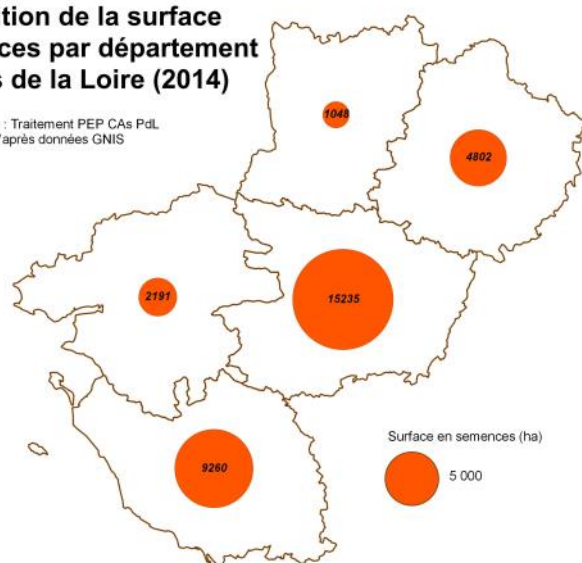 tion de la surface
ces par département
s de la Loire (2014)
: Traitement PEP CAs PdL
'après données GNIS
1048
4802
2191
15235
9260
Surface en semences (ha)
5 000